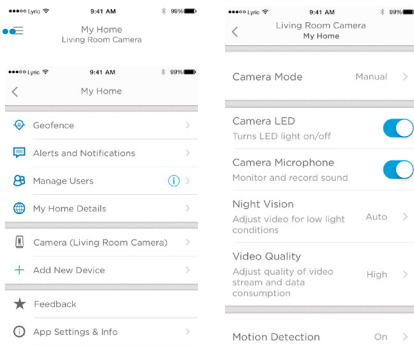 Lyric 9:41 AM 99%
My Home
Living Room Camera
Lyric 9:41 AM 99%
My Home
Geofence
Alerts and Notifications
Manage Users
My Home Details
Camera (Living Room Camera)
Add New Device
Feedback
App Settings & Info
Lyric 9:41 AM 99%
Living Room Camera
My Home
Camera Mode Manual
Camera LED
Turns LED light on/off
Camera Microphone
Monitor and record sound
Night Vision
Adjust video for low light Auto
conditions
Video Quality
Adjust quality of video
stream and data High
consumption
Motion Detection On